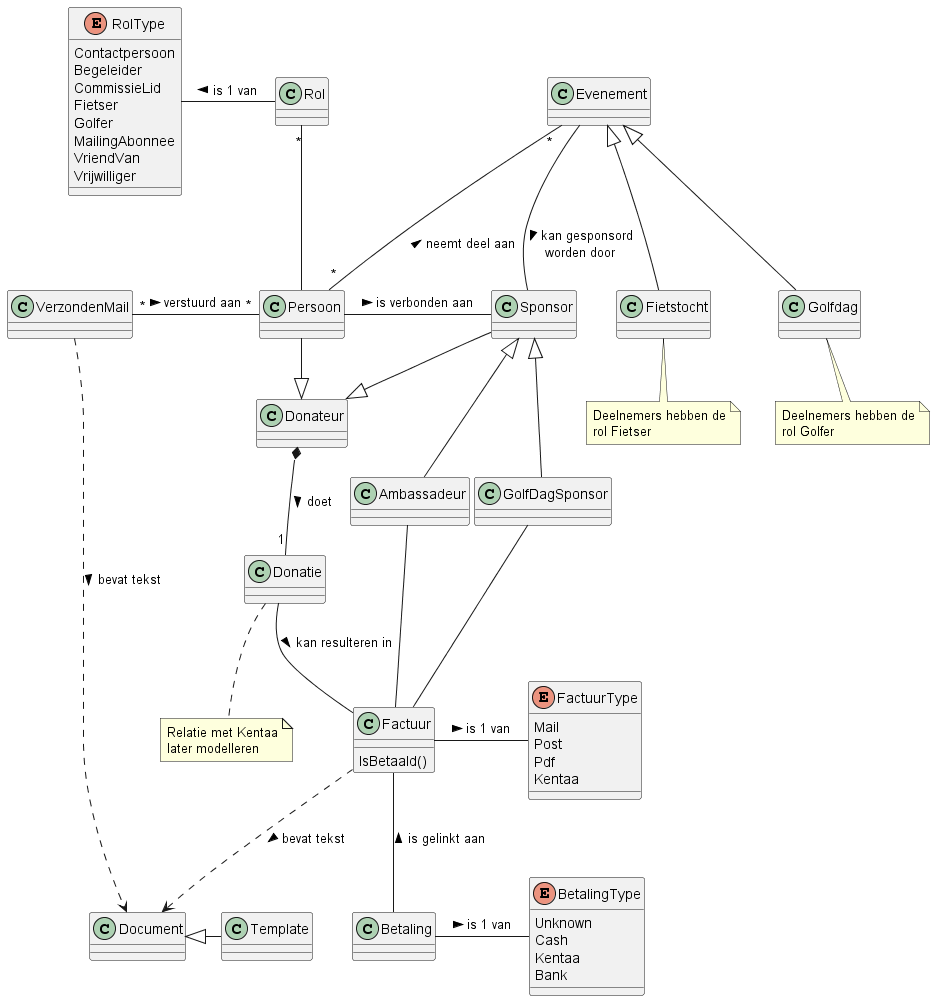 E RolType
Contactpersoon
Begeleider
CommissieLid
Fietser
Golfer
MailingAbonnee
VriendVan
Vrijwilliger
is 1 van
C Rol
*
C Evenement
*
neemt deel aan
kan gesponsord
worden door
*
C VerzondenMail
* verstuurd aan *
C Persoon
is verbonden aan
C Sponsor
C Fietstocht
C Golfdag
Deelnemers hebben de
rol Fietser
Deelnemers hebben de
rol Golfer
C Donateur
doet
1
C Ambassadeur
C GolfDagSponsor
C Donatie
bevat tekst
kan resulteren in
Relatie met Kentaa
later modelleren
C Factuur
IsBetaald()
is 1 van
E FactuurType
Mail
Post
Pdf
Kentaa
bevat tekst
is gelinkt aan
C Document
C Template
C Betaling
is 1 van
E BetalingType
Unknown
Cash
Kentaa
Bank